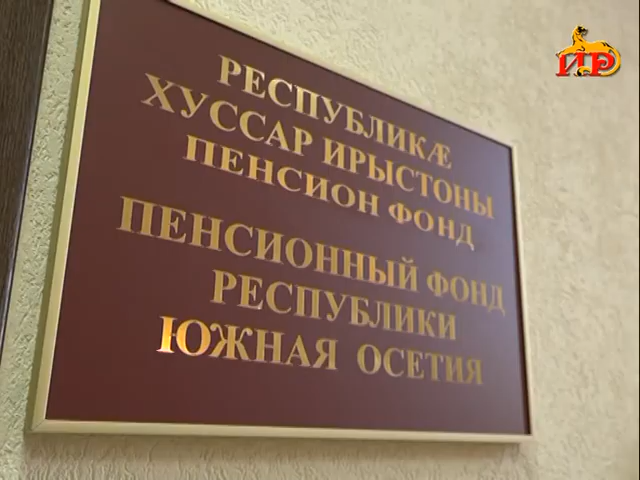 ИР
РЕСПУБЛИКÆ
ХУССАР ИРЫСТОНЫ
ПЕНСИОН ФОНД
ПЕНСИОННЫЙ ФОНД
РЕСПУБЛИКИ
ЮЖНАЯ ОСЕТИЯ